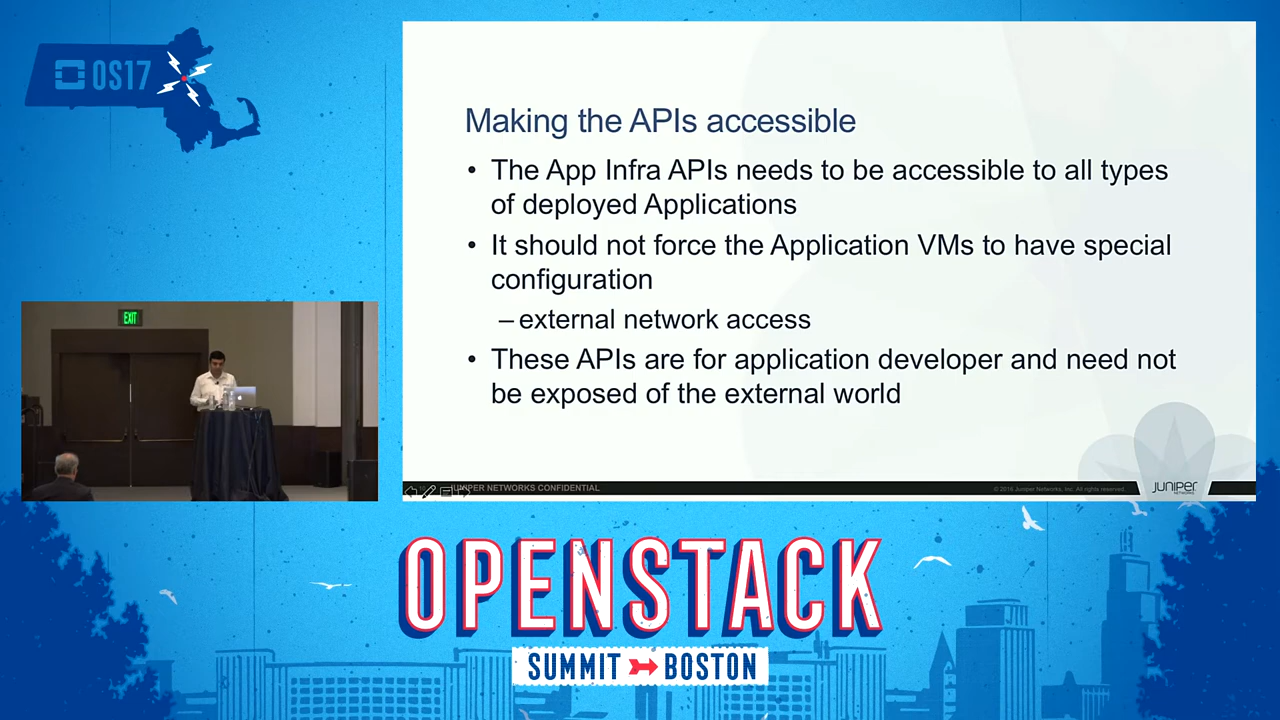 OS17
EXIT
Making the APIs accessible
• The App Infra APIs needs to be accessible to all types
of deployed Applications
• It should not force the Application VMs to have special
configuration
– external network access
• These APIs are for application developer and need not
be exposed of the external world
JUNIPER NETWORKS CONFIDENTIAL
© 2016 Juniper Networks, Inc. All rights reserved.
JUNIPER
NETWORKS
OPENSTACK
SUMMIT BOSTON